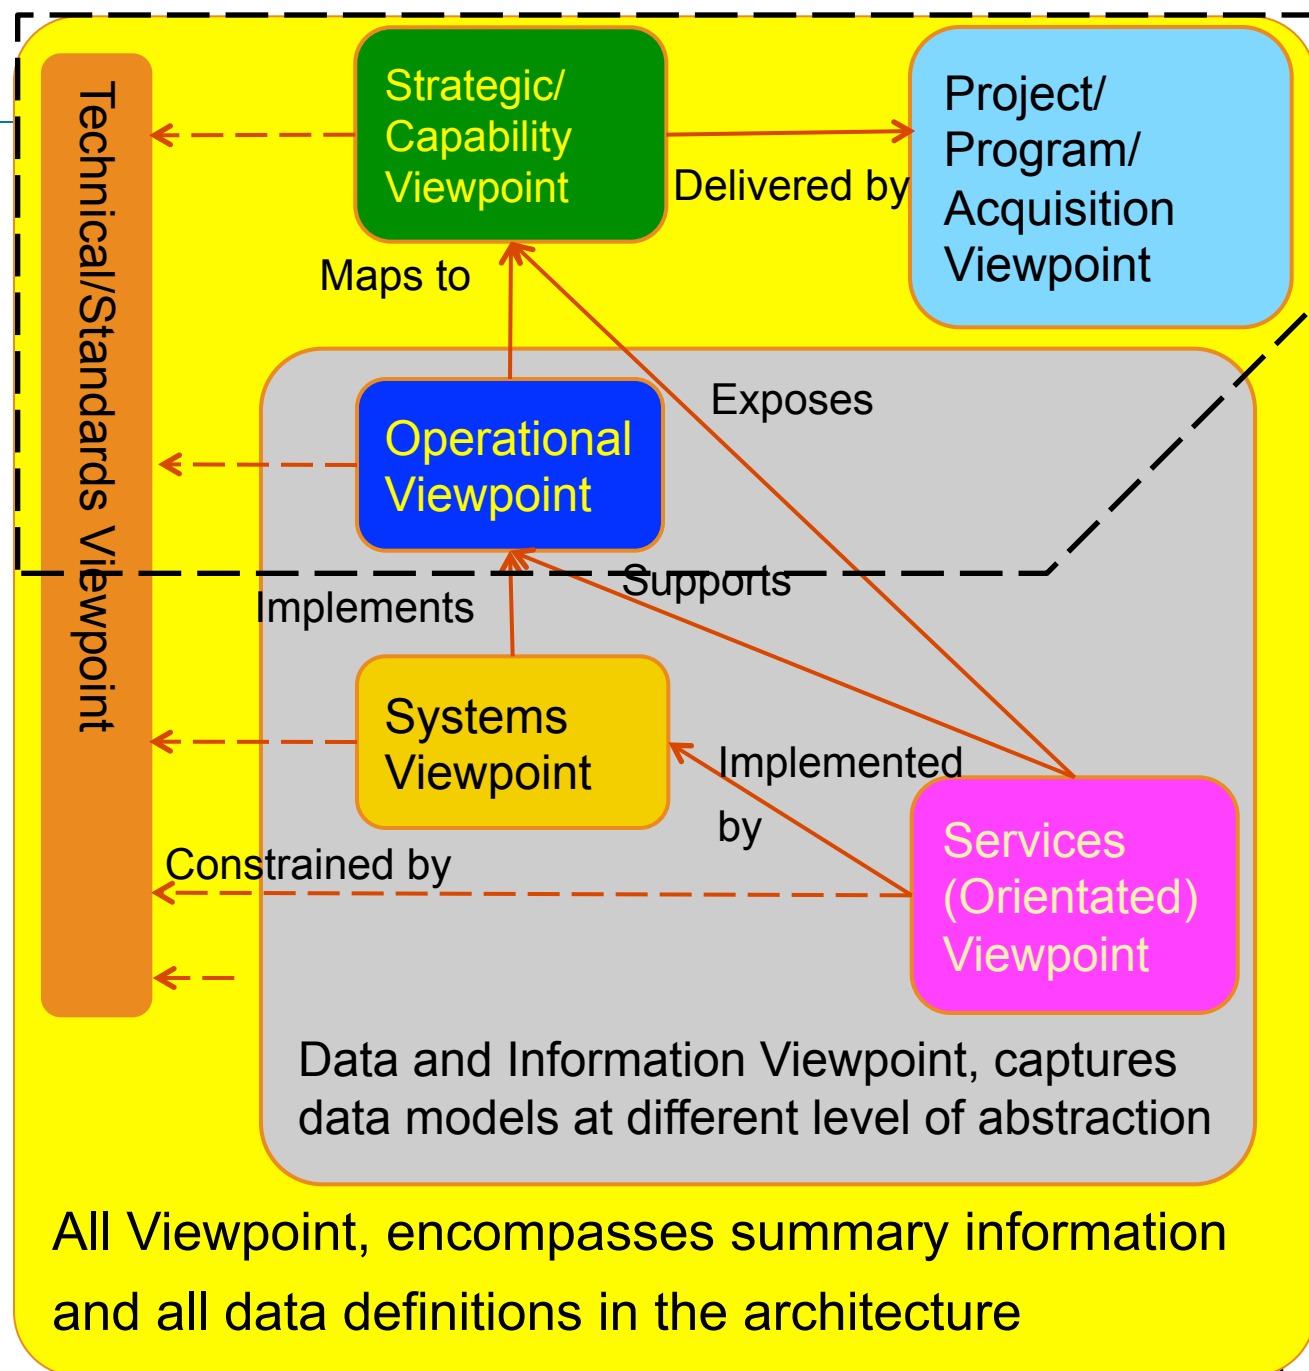 Technical/Standards Viewpoint
Strategic/
Capability
Viewpoint
Project/
Program/
Acquisition
Viewpoint
Delivered by
Maps to
Exposes
Operational
Viewpoint
Supports
Implements
Systems
Viewpoint
Implemented
by
Services
(Orientated)
Viewpoint
Constrained by
Data and Information Viewpoint, captures
data models at different level of abstraction
All Viewpoint, encompasses summary information
and all data definitions in the architecture